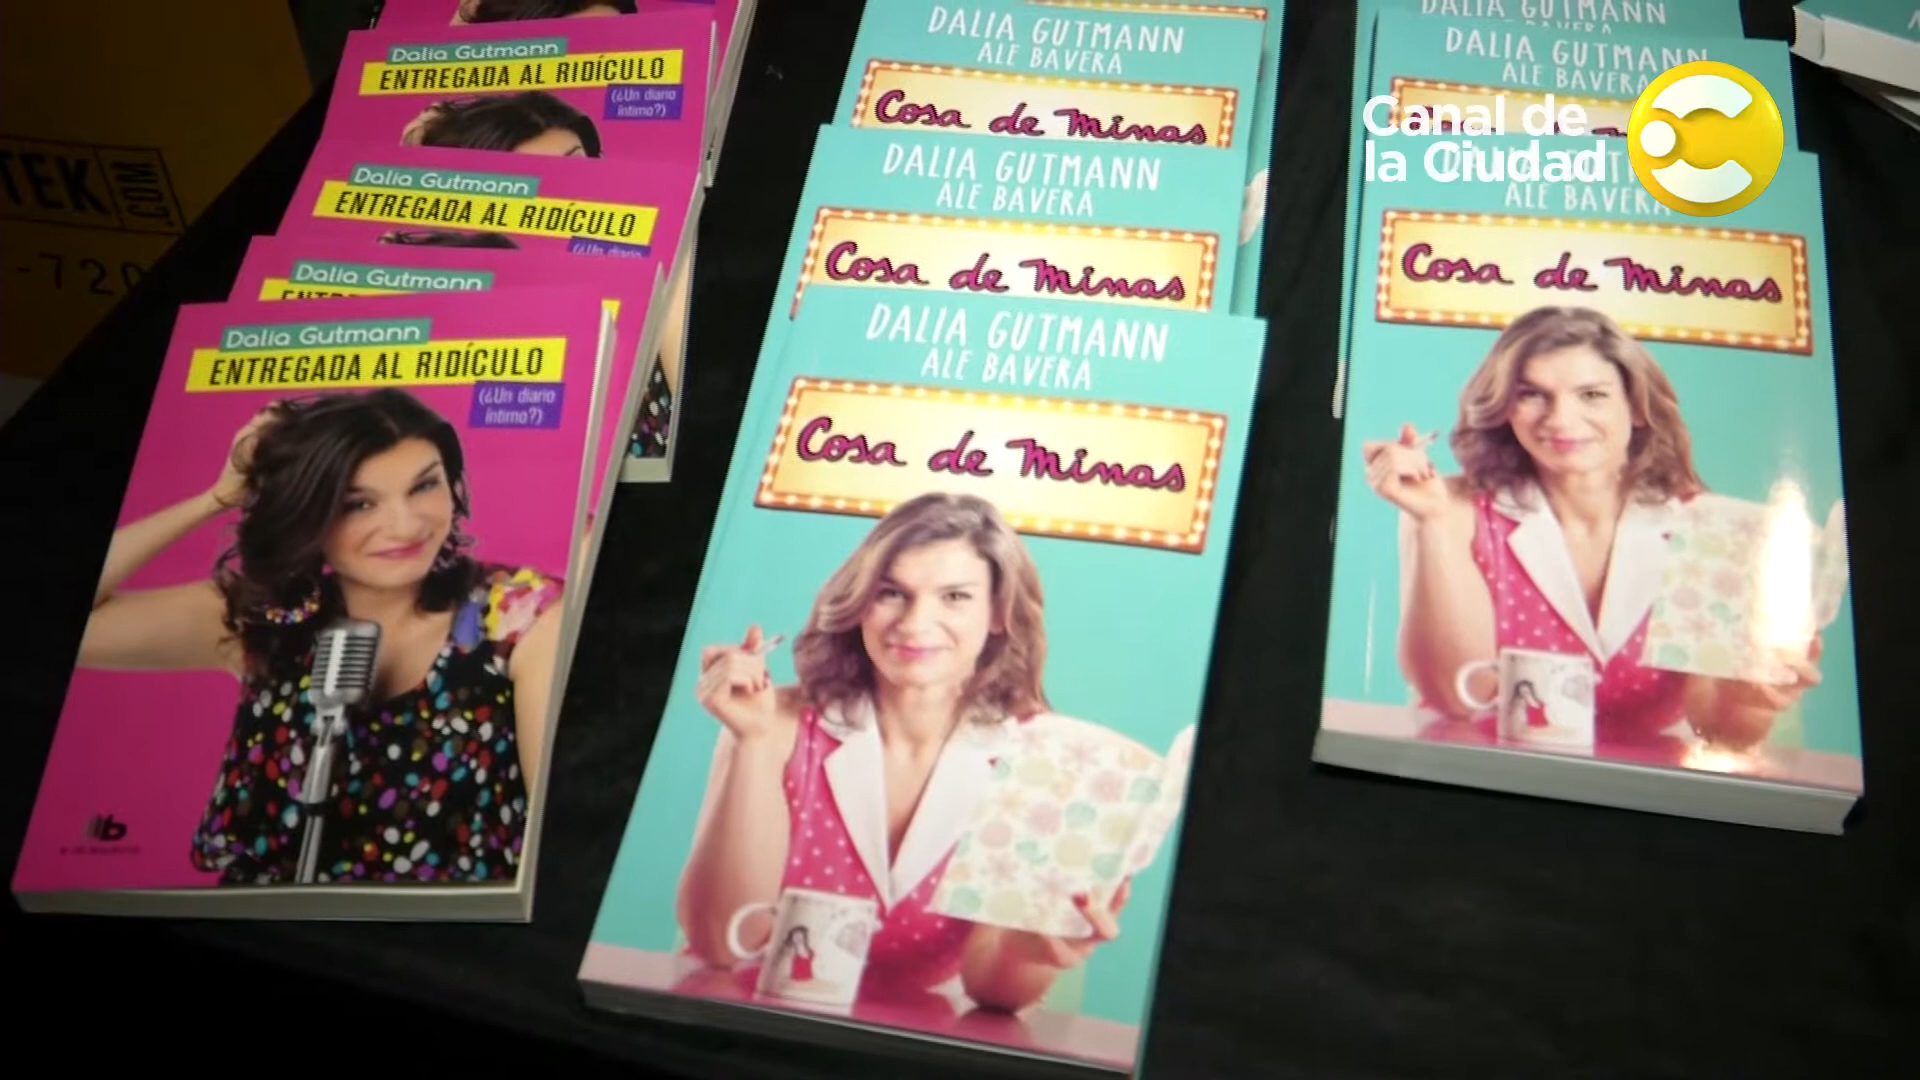 Dalia Gutmann
ENTREGADA AL RIDÍCULO
(¿Un diario
íntimo?)
Dalia Gutmann
ENTREGADA AL RIDÍCULO
(¿Un diario
Dalia Gutmann
Dalia Gutmann
ENTREGADA AL RIDÍCULO
(¿Un diario
íntimo?)
b
DALIA GUTMANN
ALE BAVERA
Cosa de Minas
DALIA GUTMANN
ALE BAVERA
Cosa de Minas
DALIA GUTMANN
ALE BAVERA
Cosa de Minas
DALIA GUTMANN
DALIA GUTMANN
ALE BAVERA
ALE BAVERA
Cosa de Minas
Canal de
la Ciudad
TEK
.COM
-720